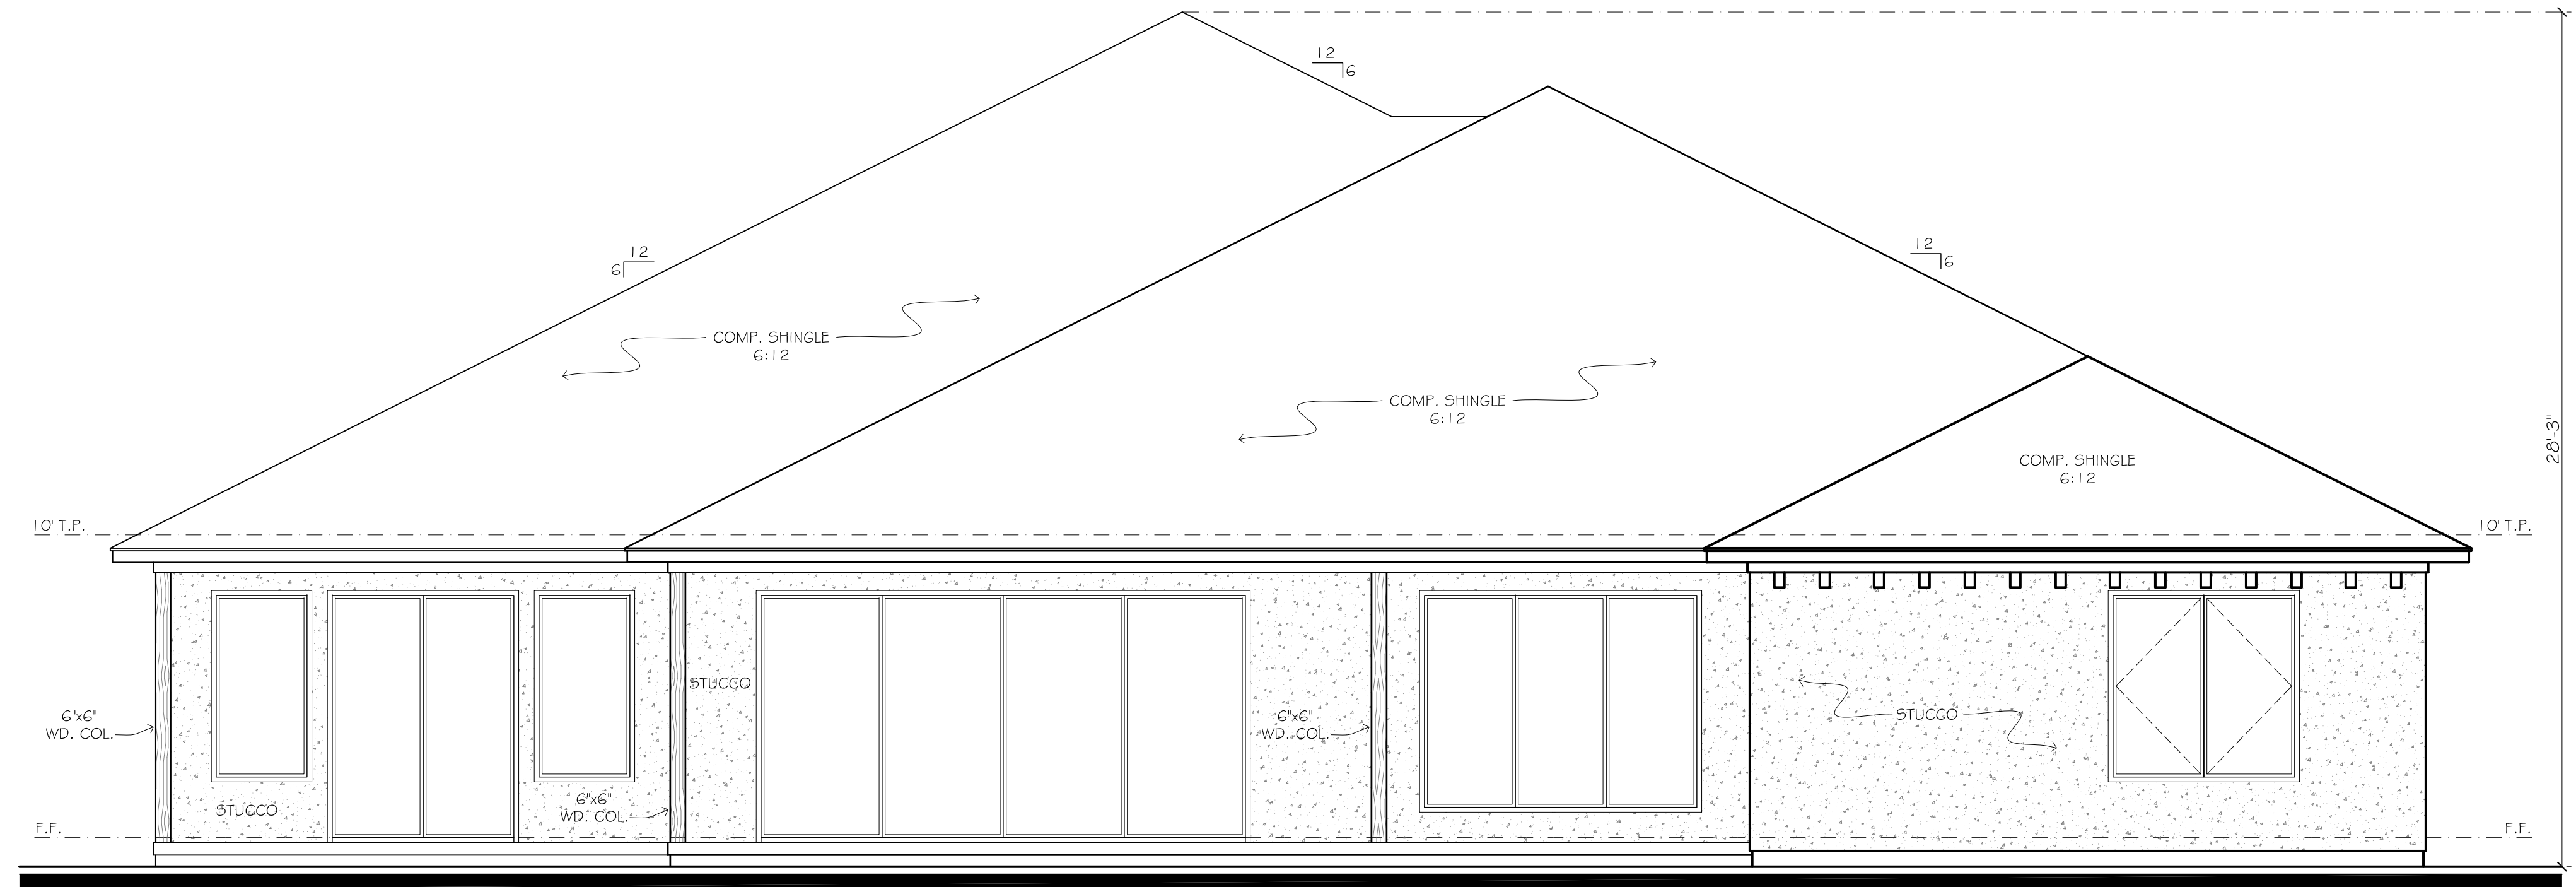 12
6
12
6
12
6
COMP. SHINGLE
6:12
COMP. SHINGLE
6:12
COMP. SHINGLE
6:12
28'-3"
10' T.P.
10' T.P.
STUCCO
6"x6"
WD. COL.
6"x6"
WD. COL.
STUCCO
6"x6"
WD. COL.
STUCCO
F.F.
F.F.